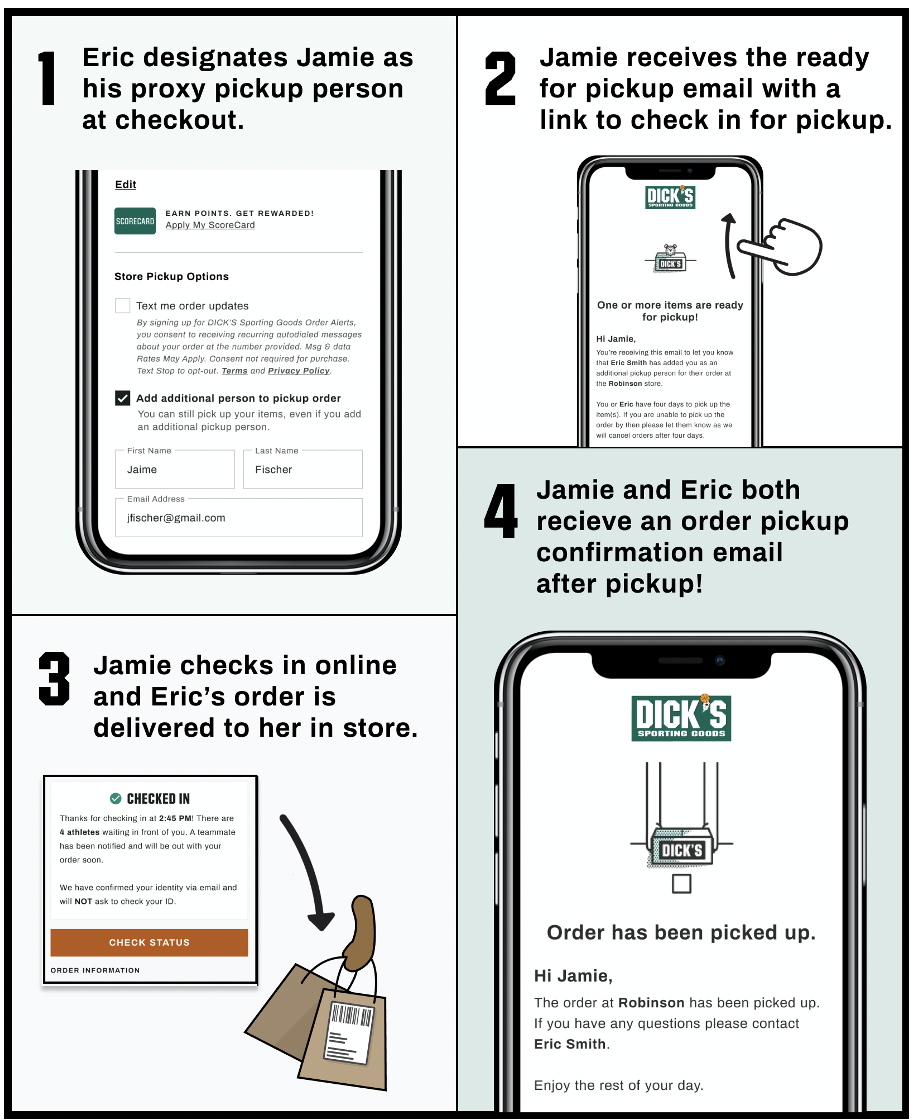 1
Eric designates Jamie as
his proxy pickup person
at checkout.
Edit
SCORECARD
EARN POINTS. GET REWARDED!
Apply My ScoreCard
Store Pickup Options
Text me order updates
By signing up for DICK'S Sporting Goods Order Alerts,
you consent to receiving recurring autodialed messages
about your order at the number provided. Msg & data
Rates May Apply. Consent not required for purchase.
Text Stop to opt-out. Terms and Privacy Policy.
Add additional person to pickup order
You can still pick up your items, even if you add
an additional pickup person.
First Name
Jaime
Last Name
Fischer
Email Address
jfischer@gmail.com
2
Jamie receives the ready
for pickup email with a
link to check in for pickup.
DICK'S
SPORTING GOODS
DICK'S
One or more items are ready
for pickup!
Hi Jamie,
You're receiving this email to let you know
that Eric Smith has added you as an
additional pickup person for their order at
the Robinson store.
You or Eric have four days to pick up the
item(s). If you are unable to pick up the
order by then please let them know as we
will cancel orders after four days.
3
Jamie checks in online
and Eric's order is
delivered to her in store.
CHECKED IN
Thanks for checking in at 2:45 PM! There are
4 athletes waiting in front of you. A teammate
has been notified and will be out with your
order soon.
We have confirmed your identity via email and
will NOT ask to check your ID.
CHECK STATUS
ORDER INFORMATION
4
Jamie and Eric both
recieve an order pickup
confirmation email
after pickup!
DICK'S
SPORTING GOODS
DICK'S
Order has been picked up.
Hi Jamie,
The order at Robinson has been picked up.
If you have any questions please contact
Eric Smith.
Enjoy the rest of your day.